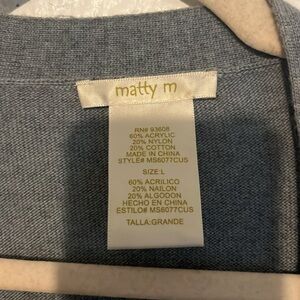 matty m
RN# 93608
60% ACRYLIC
20% NYLON
20% COTTON
MADE IN CHINA
STYLE# MS6077CUS
SIZE:L
60% ACRILICO
20% NAILON
20% ALGODON
HECHO EN CHINA
ESTILO# MS6077CUS
TALLA:GRANDE